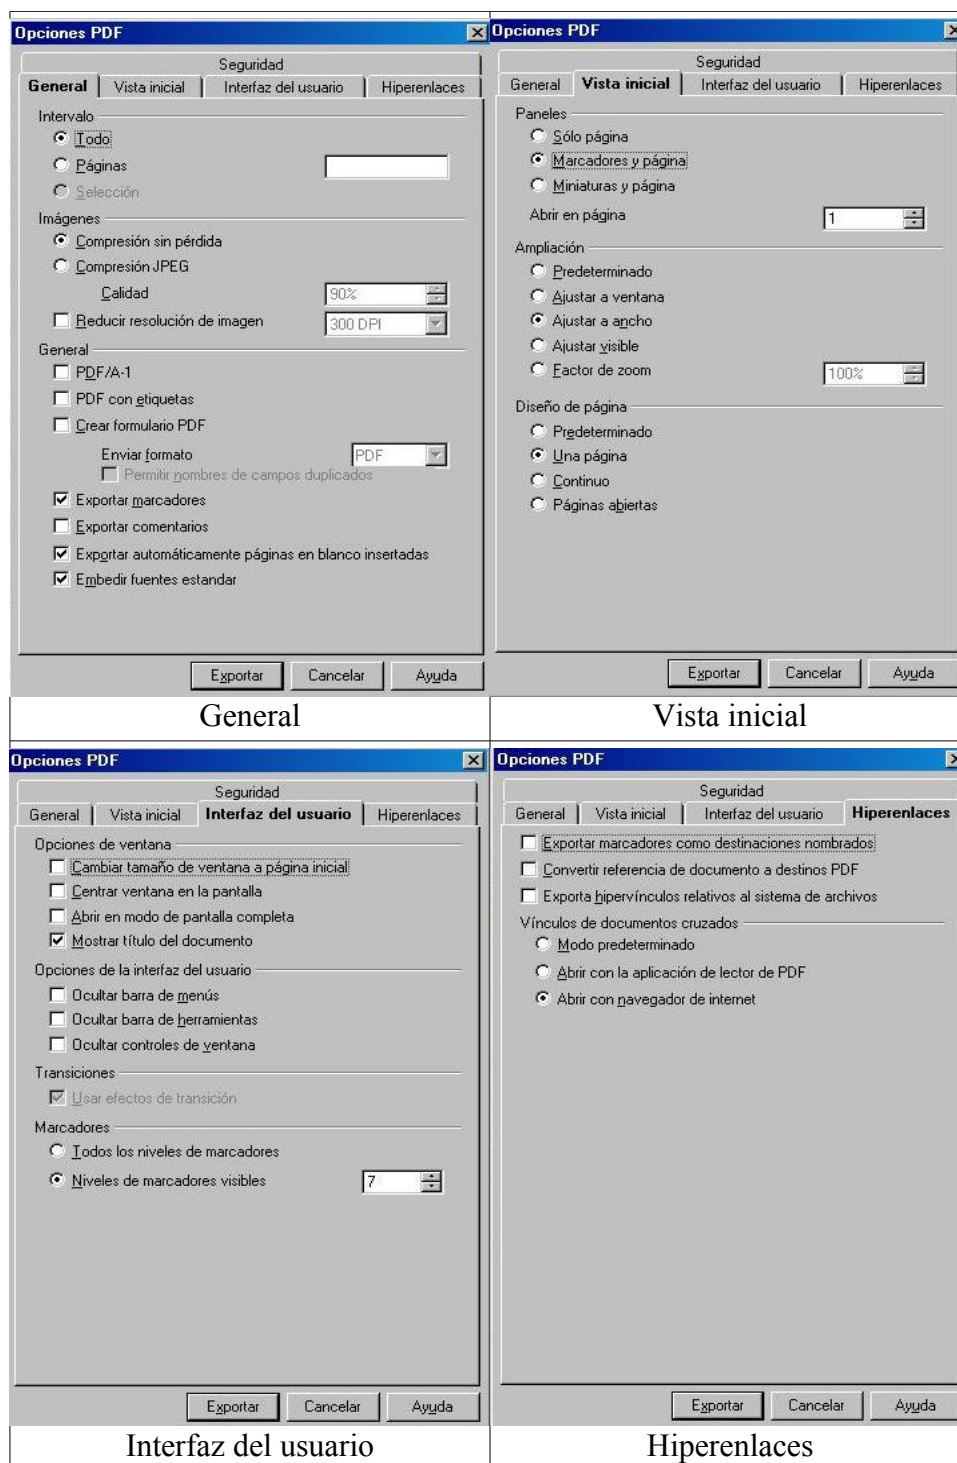 Opciones PDF
Seguridad
General Vista inicial Interfaz del usuario Hiperenlaces
Intervalo
Todo
Páginas
Selección
Imágenes
Compresión sin pérdida
Compresión JPEG
Calidad 90%
Reducir resolución de imagen 300 DPI
General
PDF/A-1
PDF con etiquetas
Crear formulario PDF
Enviar formato PDF
Permitir nombres de campos duplicados
Exportar marcadores
Exportar comentarios
Exportar automáticamente páginas en blanco insertadas
Embedir fuentes estandar
Exportar Cancelar Ayuda
General
Opciones PDF
Seguridad
General Vista inicial Interfaz del usuario Hiperenlaces
Paneles
Sólo página
Marcadores y página
Miniaturas y página
Abrir en página 1
Ampliación
Predeterminado
Ajustar a ventana
Ajustar a ancho
Ajustar visible
Factor de zoom 100%
Diseño de página
Predeterminado
Una página
Continuo
Páginas abiertas
Exportar Cancelar Ayuda
Vista inicial
Opciones PDF
Seguridad
General Vista inicial Interfaz del usuario Hiperenlaces
Opciones de ventana
Cambiar tamaño de ventana a página inicial
Centrar ventana en la pantalla
Abrir en modo de pantalla completa
Mostrar título del documento
Opciones de la interfaz del usuario
Ocultar barra de menús
Ocultar barra de herramientas
Ocultar controles de ventana
Transiciones
Usar efectos de transición
Marcadores
Todos los niveles de marcadores
Niveles de marcadores visibles 7
Exportar Cancelar Ayuda
Interfaz del usuario
Opciones PDF
Seguridad
General Vista inicial Interfaz del usuario Hiperenlaces
Exportar marcadores como destinaciones nombrados
Convertir referencia de documento a destinos PDF
Exporta hipervínculos relativos al sistema de archivos
Vínculos de documentos cruzados
Modo predeterminado
Abrir con la aplicación de lector de PDF
Abrir con navegador de internet
Exportar Cancelar Ayuda
Hiperenlaces